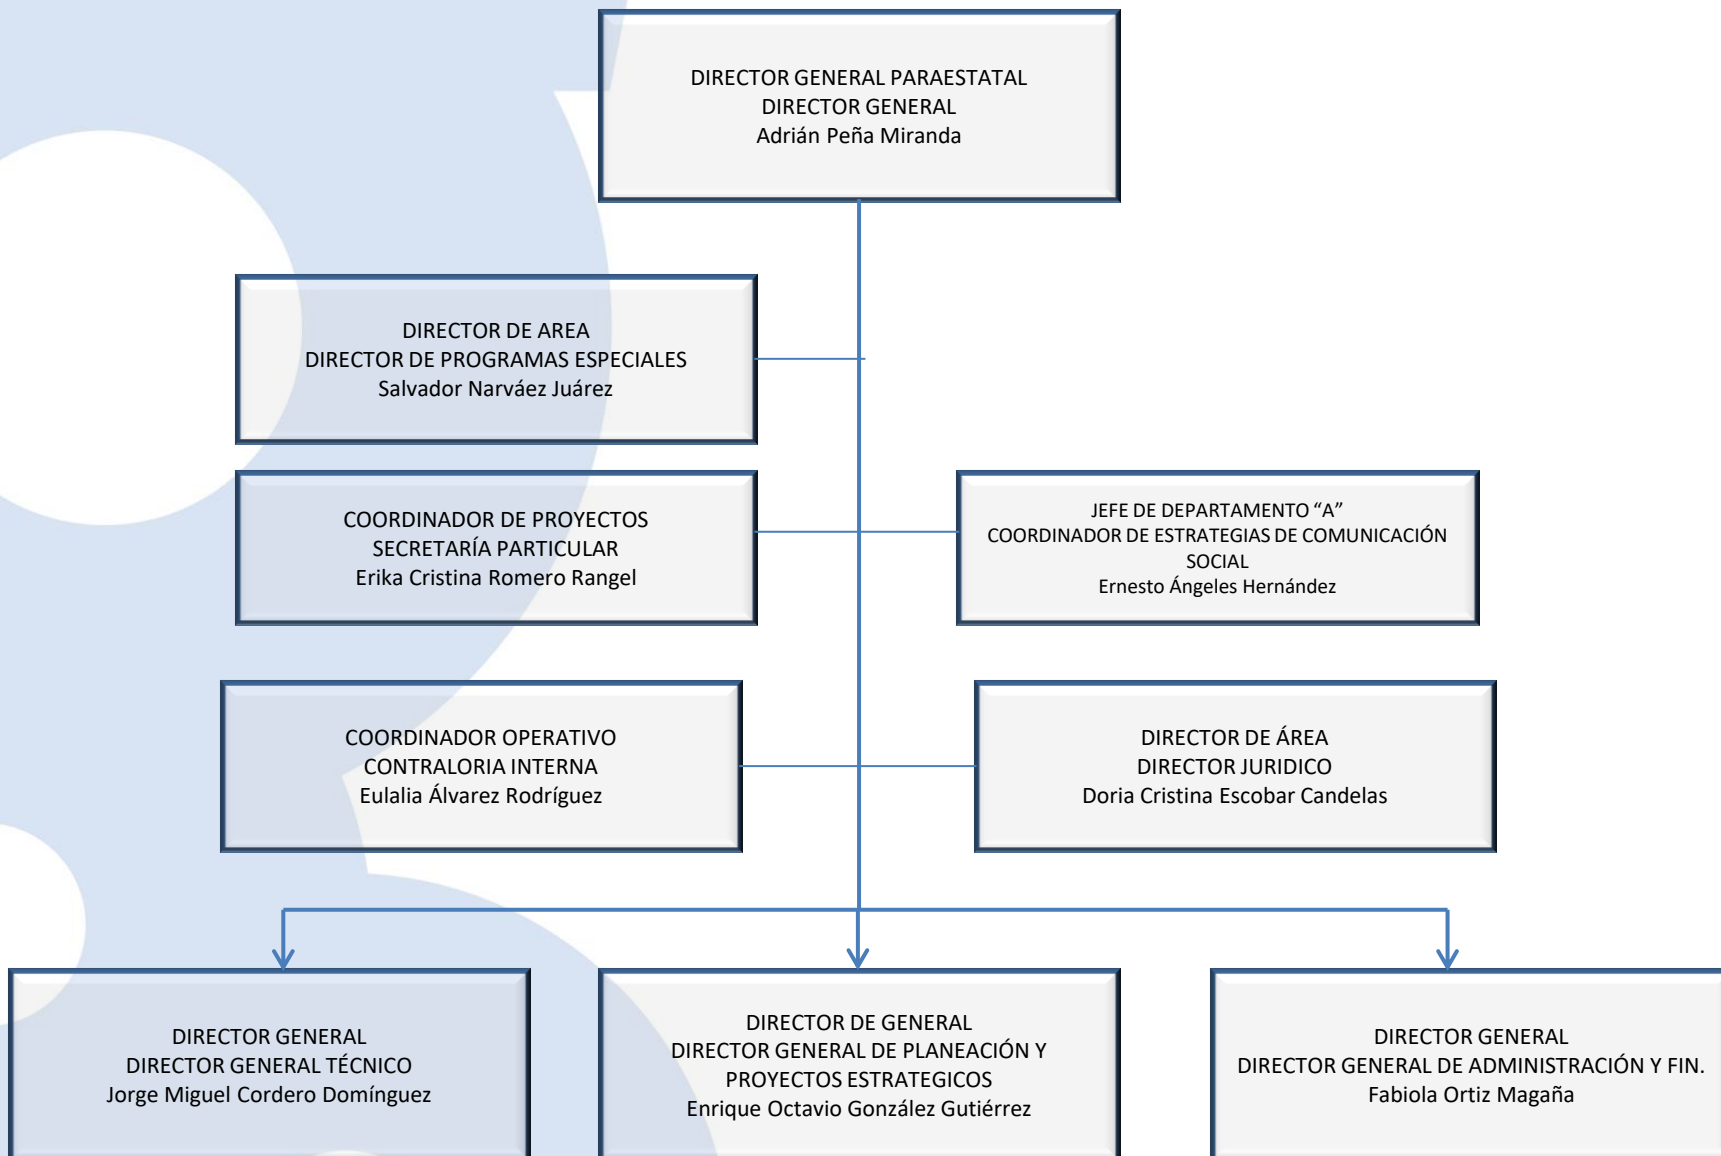 DIRECTOR GENERAL PARAESTATAL
DIRECTOR GENERAL
Adrián Peña Miranda
DIRECTOR DE AREA
DIRECTOR DE PROGRAMAS ESPECIALES
Salvador Narváez Juárez
COORDINADOR DE PROYECTOS
SECRETARÍA PARTICULAR
Erika Cristina Romero Rangel
JEFE DE DEPARTAMENTO “A”
COORDINADOR DE ESTRATEGIAS DE COMUNICACIÓN
SOCIAL
Ernesto Ángeles Hernández
COORDINADOR OPERATIVO
CONTRALORIA INTERNA
Eulalia Álvarez Rodríguez
DIRECTOR DE ÁREA
DIRECTOR JURIDICO
Doria Cristina Escobar Candelas
DIRECTOR GENERAL
DIRECTOR GENERAL TÉCNICO
Jorge Miguel Cordero Domínguez
DIRECTOR DE GENERAL
DIRECTOR GENERAL DE PLANEACIÓN Y
PROYECTOS ESTRATEGICOS
Enrique Octavio González Gutiérrez
DIRECTOR GENERAL
DIRECTOR GENERAL DE ADMINISTRACIÓN Y FIN.
Fabiola Ortiz Magaña